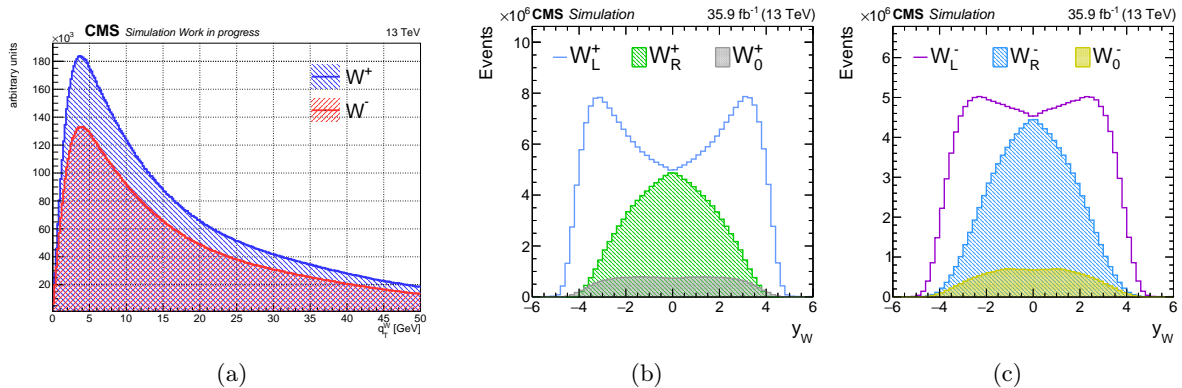 CMS Simulation Work in progress 13 TeV
×10³
arbitrary units
180
160
140
120
100
80
60
40
20
W⁺
W⁻
0 5 10 15 20 25 30 35 40 45 50
q_T^W [GeV]
(a)
×10⁶ CMS Simulation 35.9 fb⁻¹ (13 TeV)
Events
W_L^+ W_R^+ W_0^+
10
8
6
4
2
0
−6 −4 −2 0 2 4 6
y_W
(b)
×10⁶ CMS Simulation 35.9 fb⁻¹ (13 TeV)
Events
W_L^- W_R^- W_0^-
6
5
4
3
2
1
0
−6 −4 −2 0 2 4 6
y_W
(c)